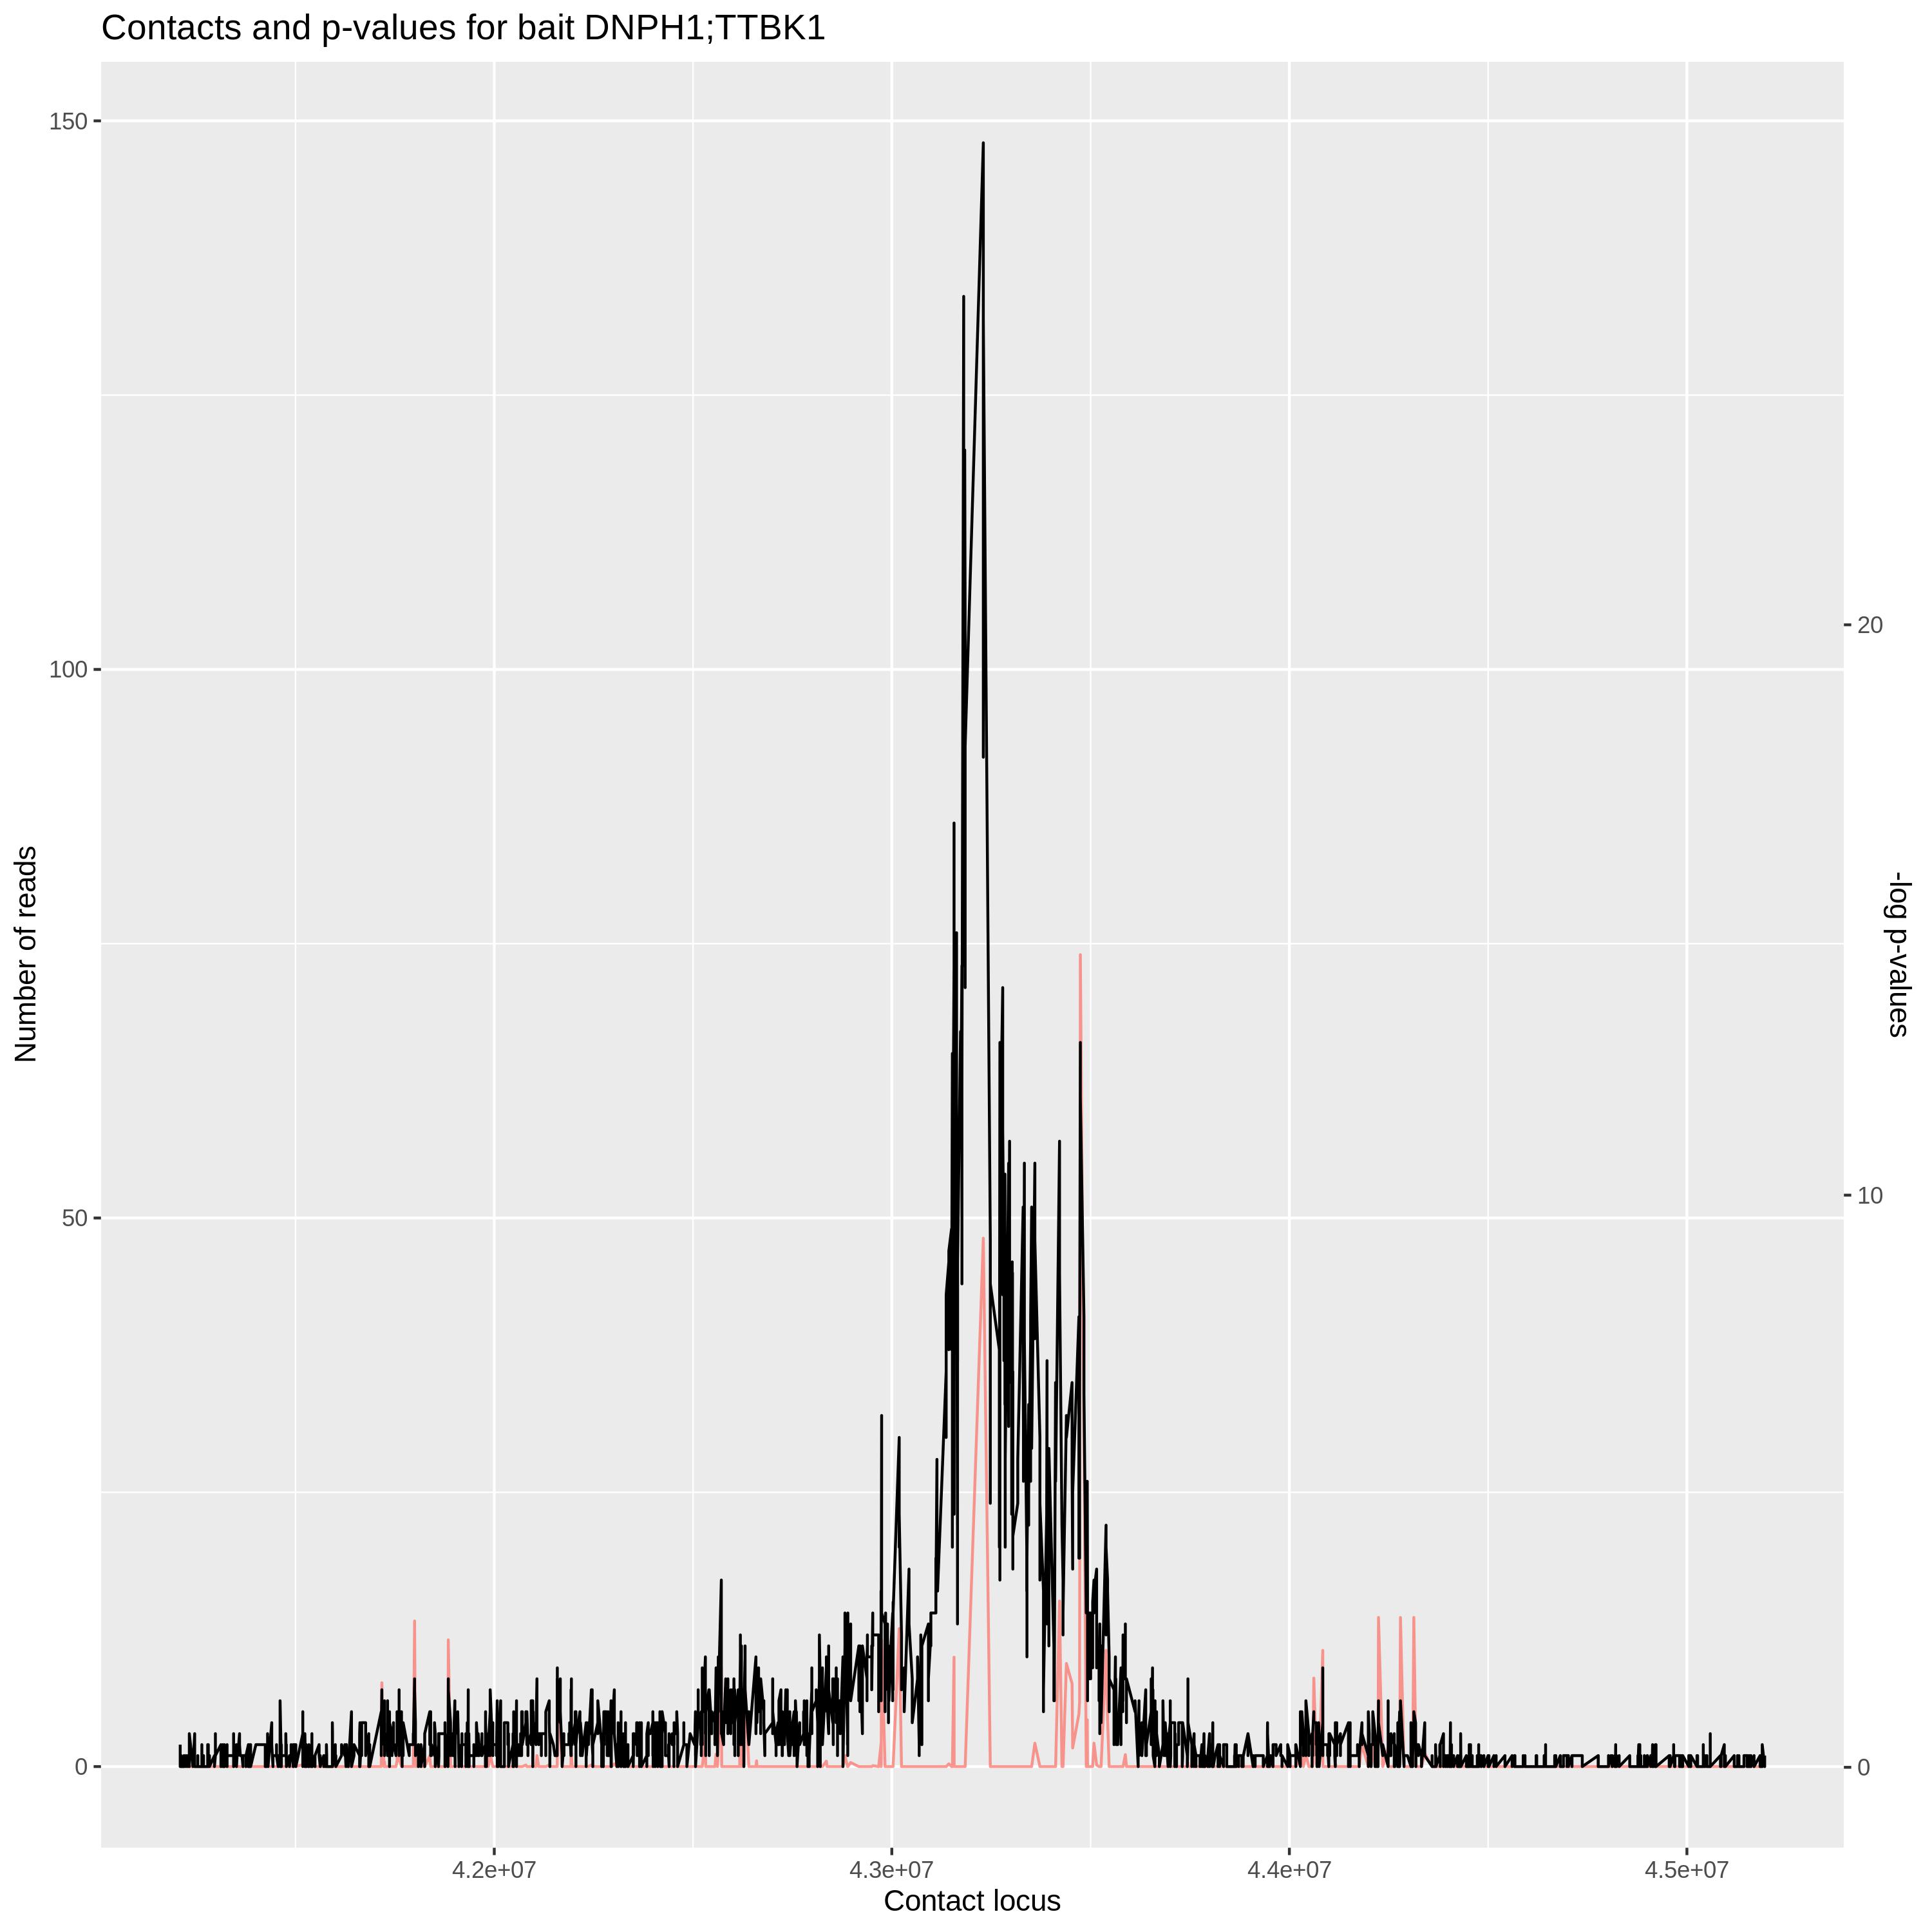 Contacts and p-values for bait DNPH1;TTBK1
150
100
50
0
Number of reads
20
10
0
-log p-values
4.2e+07
4.3e+07
4.4e+07
4.5e+07
Contact locus